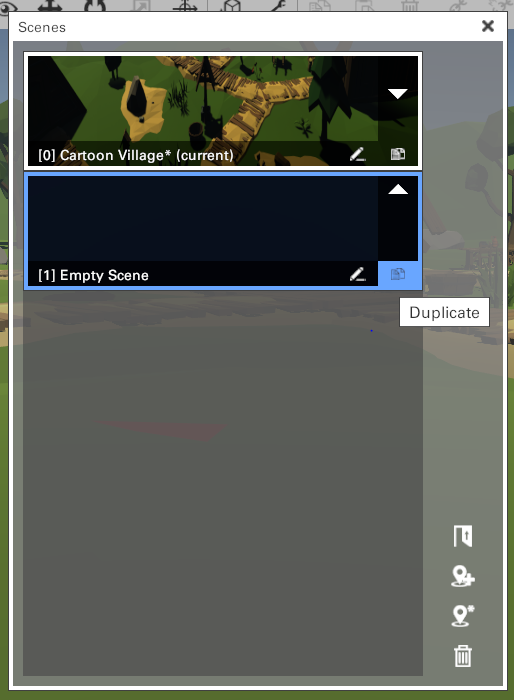 Scenes
[0] Cartoon Village* (current)
[1] Empty Scene
Duplicate